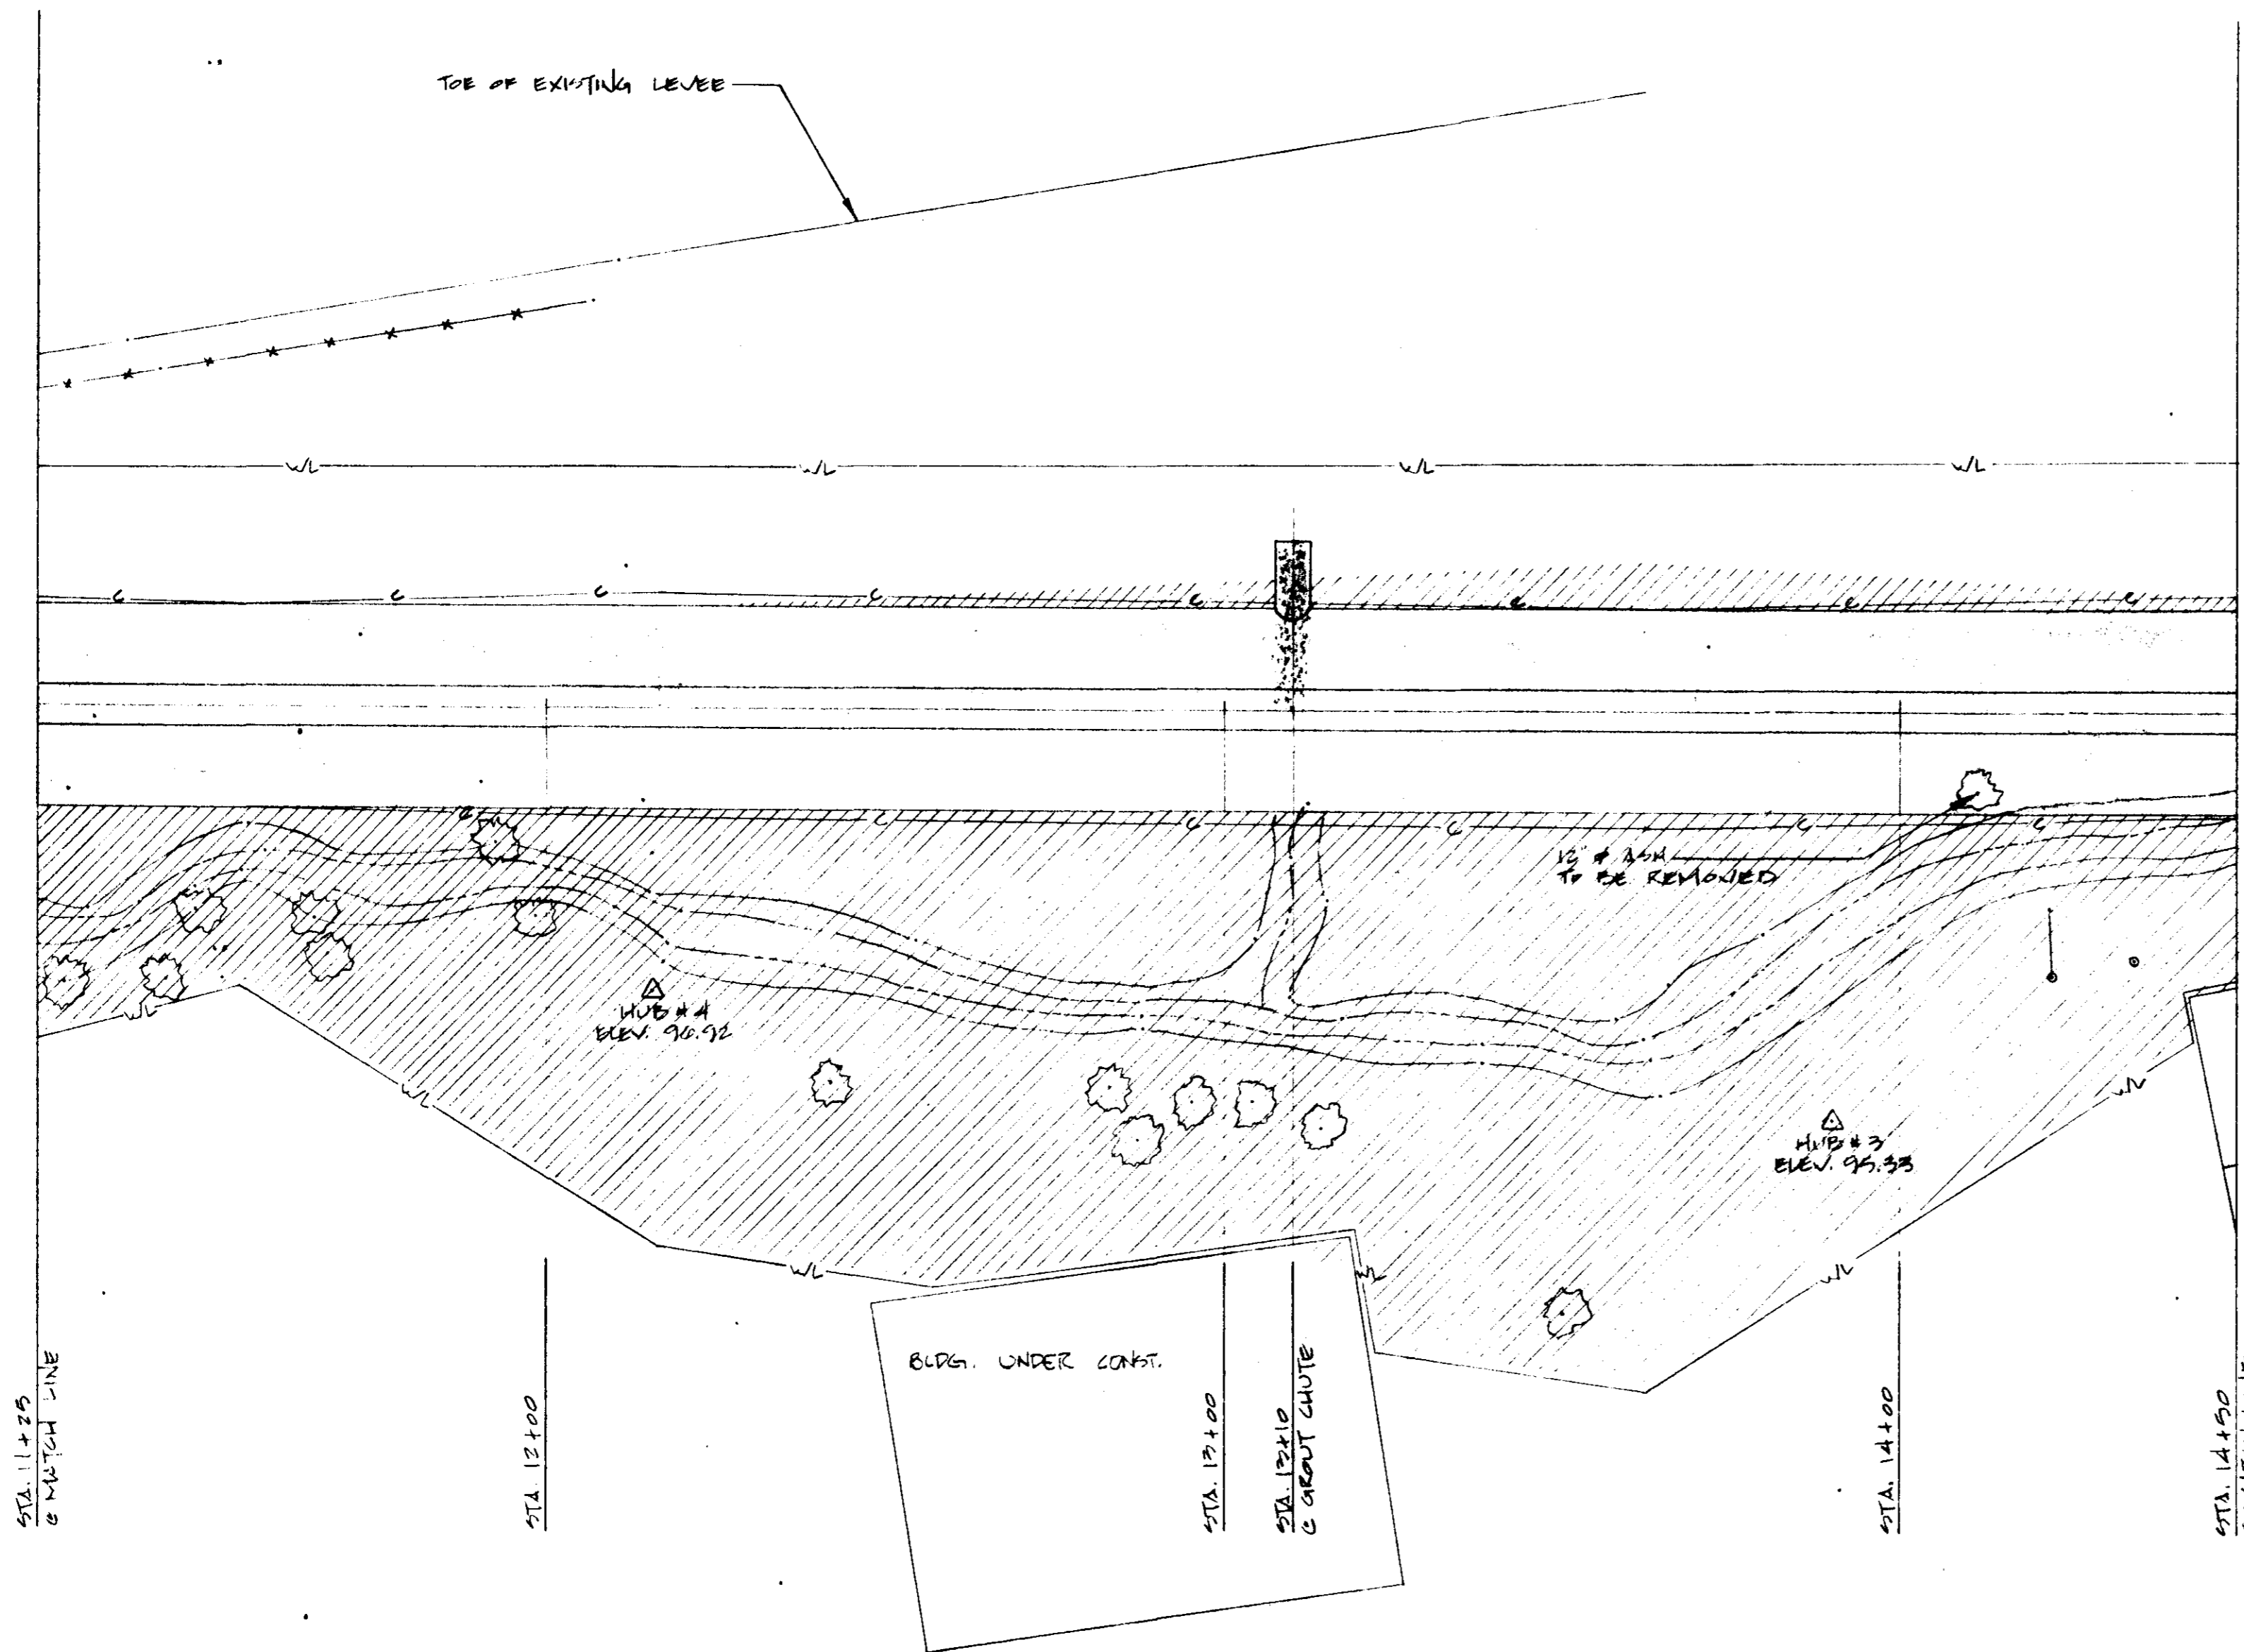 TOE OF EXISTING LEVEE
W/L
W/L
W/L
W/L
C
C
C
C
C
C
C
C
C
C
C
C
C
C
12" ϕ ASH
TO BE REMOVED
HUB #4
ELEV. 96.92
HUB #3
ELEV. 95.33
W/L
W/L
W/L
W/L
W/L
W/L
BLDG. UNDER CONST.
STA. 11+25
@ MATCH LINE
STA. 12+00
STA. 13+00
STA. 13+10
@ GROUT CHUTE
STA. 14+00
STA. 14+50